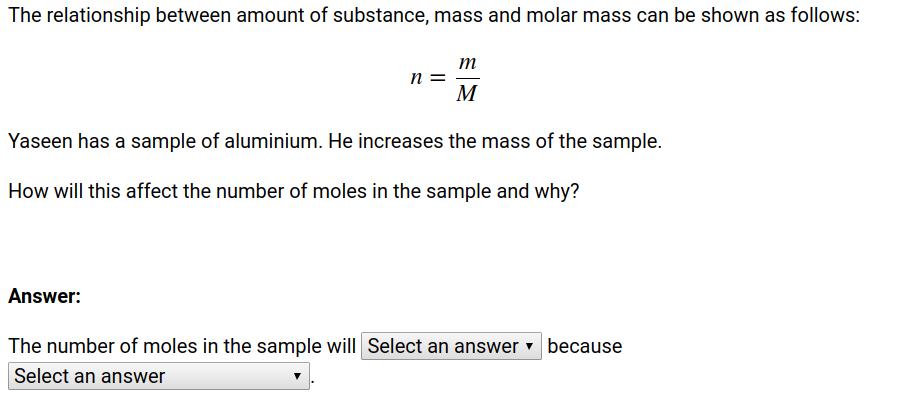 The relationship between amount of substance, mass and molar mass can be shown as follows:
n = m/M
Yaseen has a sample of aluminium. He increases the mass of the sample.
How will this affect the number of moles in the sample and why?
Answer:
The number of moles in the sample will Select an answer ▾ because
Select an answer ▾ .